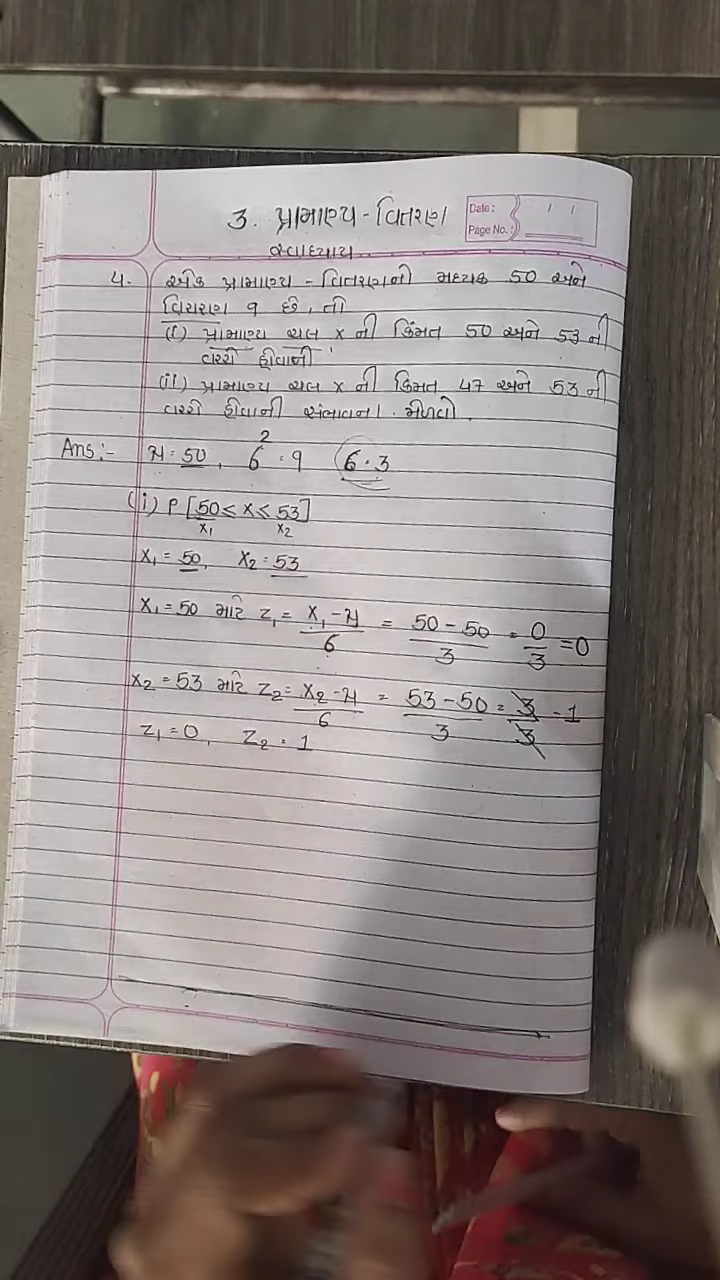 3. પ્રામાણ્ય - વિતરણ
Date : / /
Page No. :
સ્વાધ્યાય..
4. એક પ્રામાણ્ય - વિતરણનો મધ્યક 50 અને
વિચરણ 9 છે, તો
(i) પ્રામાણ્ય ચલ x ની કિંમત 50 અને 53 ની
વચ્ચે હોવાની
(ii) પ્રામાણ્ય ચલ x ની કિંમત 47 અને 53 ની
વચ્ચે હોવાની સંભાવના મેળવો.
Ans:- μ = 50, σ² = 9 σ = 3
(i) P [50 ≤ x ≤ 53]
x₁ x₂
x₁ = 50, x₂ = 53
x₁ = 50 માટે z₁ = x₁ - μ / σ = 50 - 50 / 3 = 0 / 3 = 0
x₂ = 53 માટે z₂ = x₂ - μ / σ = 53 - 50 / 3 = 3 / 3 = 1
z₁ = 0, z₂ = 1